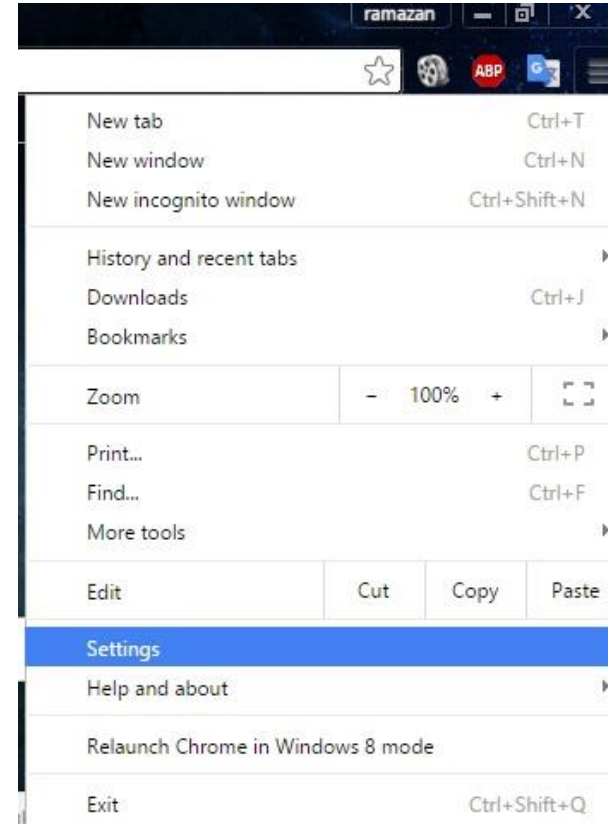 ramazan
ABP
G
New tab Ctrl+T
New window Ctrl+N
New incognito window Ctrl+Shift+N
History and recent tabs
Downloads Ctrl+J
Bookmarks
Zoom - 100% +
Print... Ctrl+P
Find... Ctrl+F
More tools
Edit Cut Copy Paste
Settings
Help and about
Relaunch Chrome in Windows 8 mode
Exit Ctrl+Shift+Q